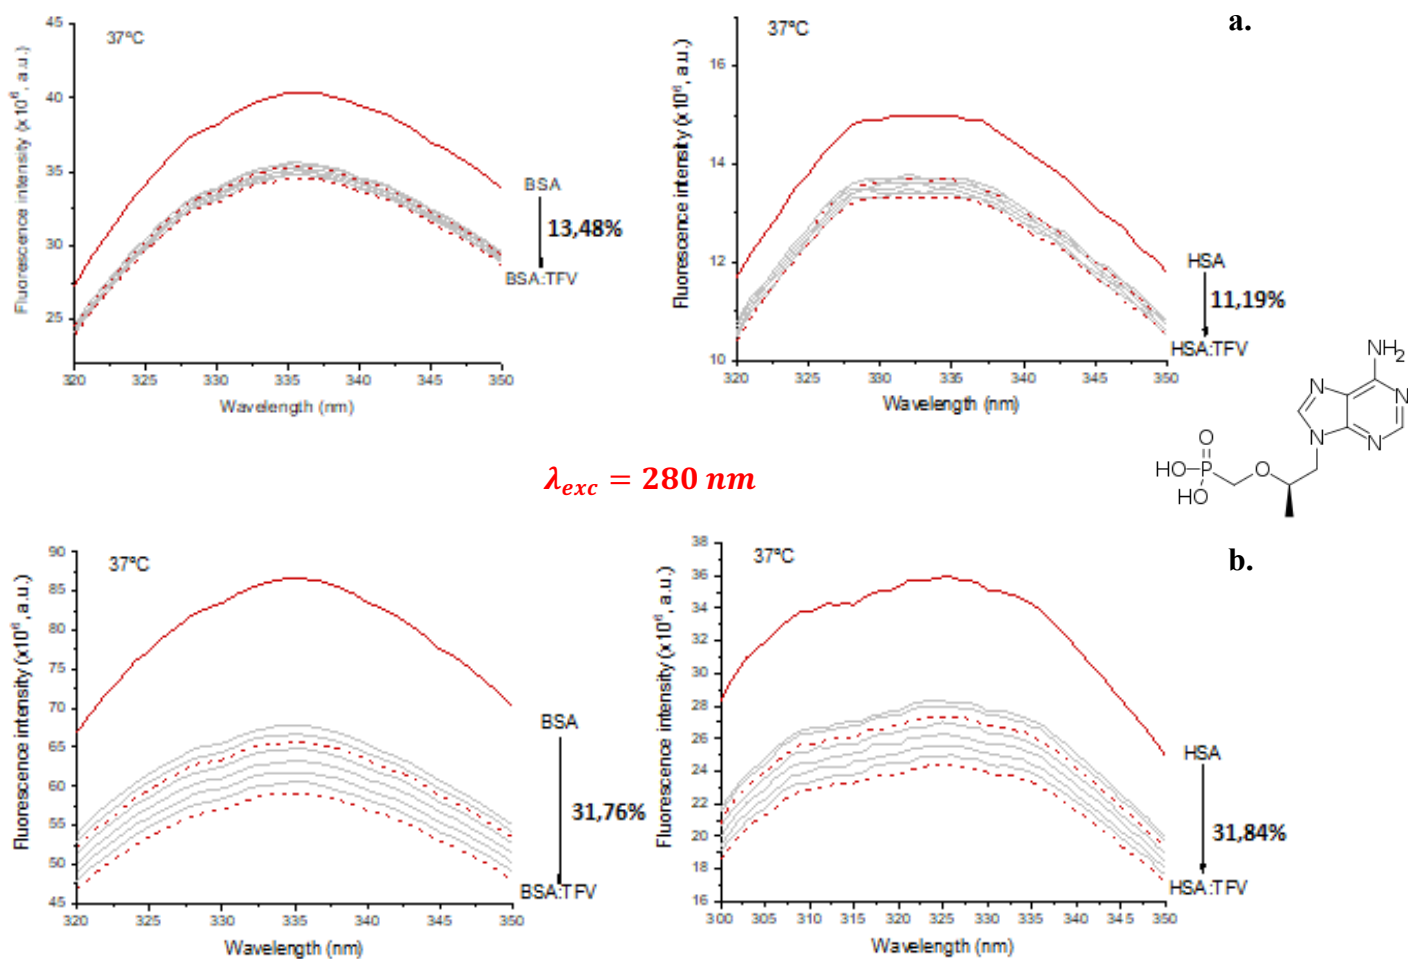 a.
37°C
Fluorescence intensity (x10⁶, a.u.)
45
40
35
30
25
320 325 330 335 340 345 350
Wavelength (nm)
BSA
13,48%
BSA:TFV
37°C
Fluorescence intensity (x10⁶, a.u.)
16
14
12
10
320 325 330 335 340 345 350
Wavelength (nm)
HSA
11,19%
HSA:TFV
NH₂
N
N
N
N
O
HO
P
O
HO
λexc = 280 nm
b.
37°C
Fluorescence intensity (x10⁶, a.u.)
90
85
80
75
70
65
60
55
50
45
320 325 330 335 340 345 350
Wavelength (nm)
BSA
31,76%
BSA:TFV
37°C
Fluorescence intensity (x10⁶, a.u.)
38
36
34
32
30
28
26
24
22
20
18
16
300 305 310 315 320 325 330 335 340 345 350
Wavelength (nm)
HSA
31,84%
HSA:TFV